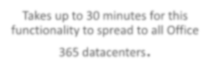 Takes up to 30 minutes for this
functionality to spread to all Office
365 datacenters.